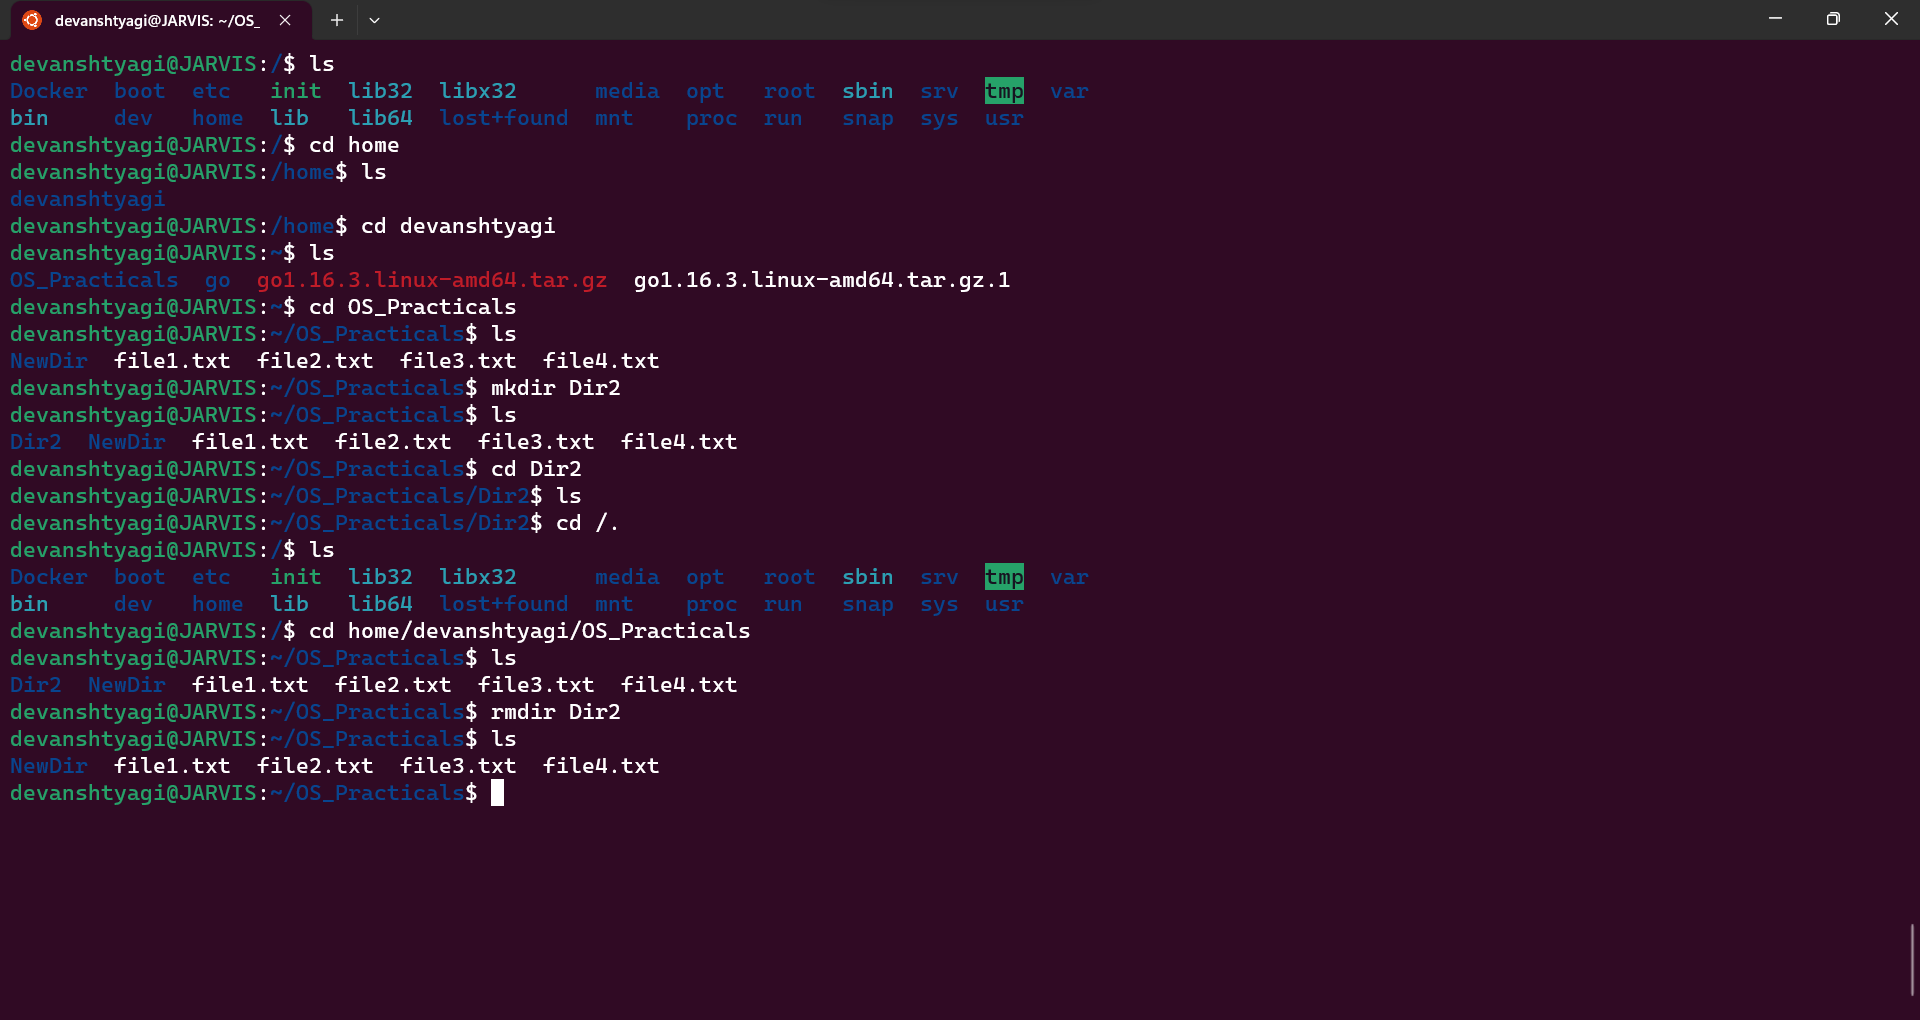 devanshtyagi@JARVIS: ~/OS_
devanshtyagi@JARVIS:/$ ls
Docker  boot  etc   init  lib32  libx32      media  opt   root  sbin  srv  tmp  var
bin     dev   home  lib   lib64  lost+found  mnt    proc  run   snap  sys  usr
devanshtyagi@JARVIS:/$ cd home
devanshtyagi@JARVIS:/home$ ls
devanshtyagi
devanshtyagi@JARVIS:/home$ cd devanshtyagi
devanshtyagi@JARVIS:~$ ls
OS_Practicals  go  go1.16.3.linux-amd64.tar.gz  go1.16.3.linux-amd64.tar.gz.1
devanshtyagi@JARVIS:~$ cd OS_Practicals
devanshtyagi@JARVIS:~/OS_Practicals$ ls
NewDir  file1.txt  file2.txt  file3.txt  file4.txt
devanshtyagi@JARVIS:~/OS_Practicals$ mkdir Dir2
devanshtyagi@JARVIS:~/OS_Practicals$ ls
Dir2  NewDir  file1.txt  file2.txt  file3.txt  file4.txt
devanshtyagi@JARVIS:~/OS_Practicals$ cd Dir2
devanshtyagi@JARVIS:~/OS_Practicals/Dir2$ ls
devanshtyagi@JARVIS:~/OS_Practicals/Dir2$ cd /.
devanshtyagi@JARVIS:/$ ls
Docker  boot  etc   init  lib32  libx32      media  opt   root  sbin  srv  tmp  var
bin     dev   home  lib   lib64  lost+found  mnt    proc  run   snap  sys  usr
devanshtyagi@JARVIS:/$ cd home/devanshtyagi/OS_Practicals
devanshtyagi@JARVIS:~/OS_Practicals$ ls
Dir2  NewDir  file1.txt  file2.txt  file3.txt  file4.txt
devanshtyagi@JARVIS:~/OS_Practicals$ rmdir Dir2
devanshtyagi@JARVIS:~/OS_Practicals$ ls
NewDir  file1.txt  file2.txt  file3.txt  file4.txt
devanshtyagi@JARVIS:~/OS_Practicals$